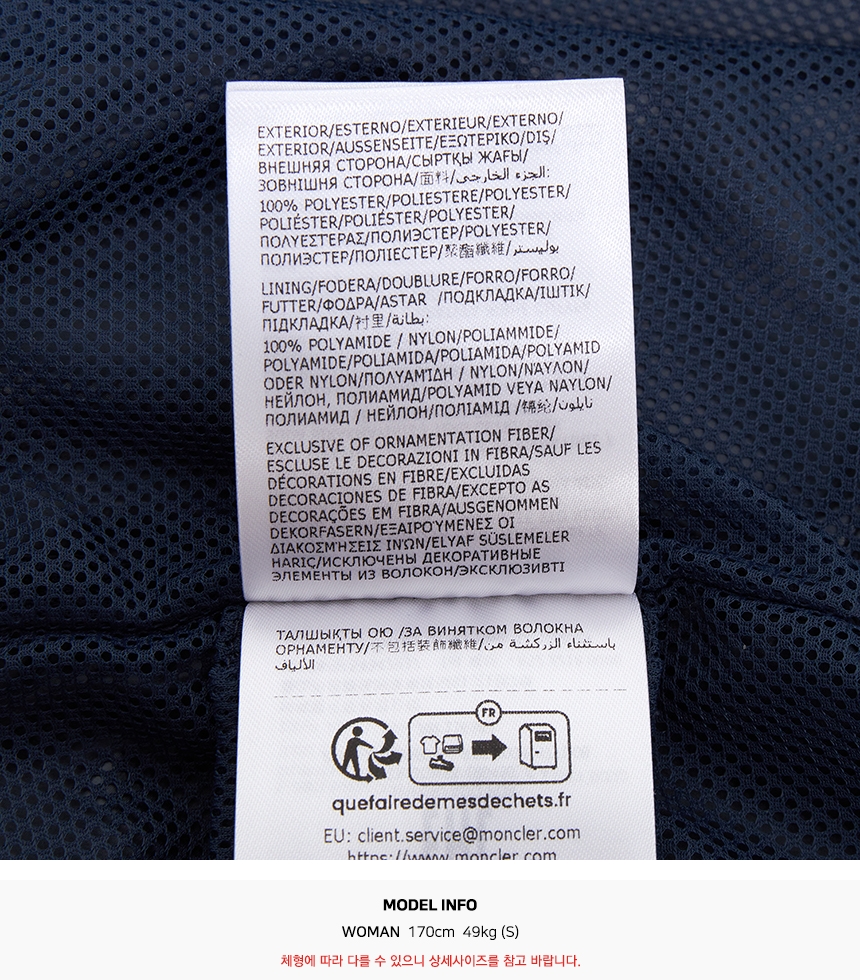 EXTERIOR/ESTERNO/EXTERIEUR/EXTERNO/
EXTERIOR/AUSSENSEITE/ΕΞΩΤΕΡΙΚΟ/DIŞ/
ВНЕШНЯЯ СТОРОНА/СЫРТҚЫ ЖАҒЫ/
ЗОВНІШНЯ СТОРОНА/面料/الجزء الخارجي:
100% POLYESTER/POLIESTERE/POLYESTER/
POLIÉSTER/POLIÉSTER/POLYESTER/
ΠΟΛΥΕΣΤΕΡΑΣ/ПОЛИЭСТЕР/POLYESTER/
ПОЛИЭСТЕР/ПОЛІЕСТЕР/聚酯纖維/بوليستر
LINING/FODERA/DOUBLURE/FORRO/FORRO/
FUTTER/ΦΟΔΡΑ/ASTAR /ПОДКЛАДКА/ІШТІК/
ПІДКЛАДКА/衬里/بطانة:
100% POLYAMIDE / NYLON/POLIAMMIDE/
POLYAMIDE/POLIAMIDA/POLIAMIDA/POLYAMID
ODER NYLON/ΠΟΛΥΑΜΊΔΗ / NYLON/ΝΑΥΛΟΝ/
НЕЙЛОН, ПОЛИАМИД/POLYAMID VEYA NAYLON/
ПОЛИАМИД / НЕЙЛОН/ПОЛІАМІД /نايلون
EXCLUSIVE OF ORNAMENTATION FIBER/
ESCLUSE LE DECORAZIONI IN FIBRA/SAUF LES
DÉCORATIONS EN FIBRE/EXCLUIDAS
DECORACIONES DE FIBRA/EXCEPTO AS
DECORAÇÕES EM FIBRA/AUSGENOMMEN
DEKORFASERN/ΕΞΑΙΡΟΎΜΕΝΕΣ ΟΙ
ΔΙΑΚΟΣΜΉΣΕΙΣ ΙΝΏΝ/ELYAF SÜSLEMELER
HARİÇ/ИСКЛЮЧЕНЫ ДЕКОРАТИВНЫЕ
ЭЛЕМЕНТЫ ИЗ ВОЛОКОН/ЭКСКЛЮЗИВТІ
ТАЛШЫҚТЫ ОЮ /ЗА ВИНЯТКОМ ВОЛОКНА
ОРНАМЕНТУ/不包括裝飾纖維/باستثناء الزركشة من
الألياف
FR
quefairedemesdechets.fr
EU: client.service@moncler.com
https://www.moncler.com
MODEL INFO
WOMAN 170cm 49kg (S)
체형에 따라 다를 수 있으니 상세사이즈를 참고 바랍니다.